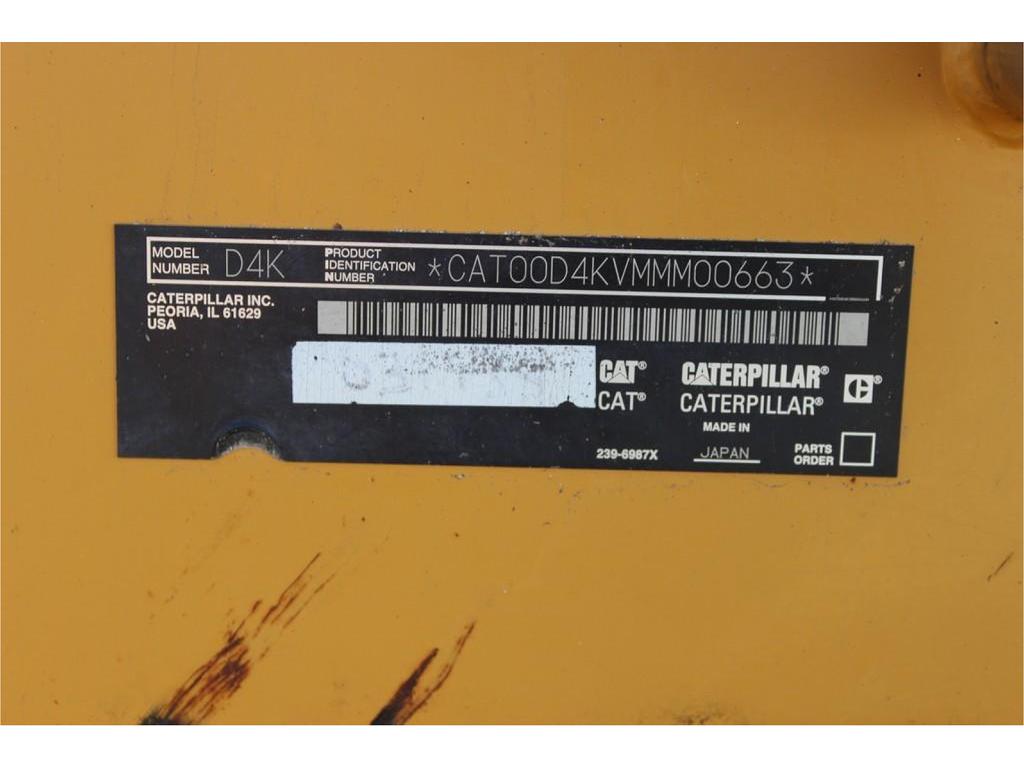 MODEL NUMBER D4K
PRODUCT IDENTIFICATION NUMBER *CAT00D4KVMMM00663*
CATERPILLAR INC.
PEORIA, IL 61629
USA
CAT® CATERPILLAR®
CAT® CATERPILLAR®
MADE IN
239-6987X JAPAN
PARTS ORDER